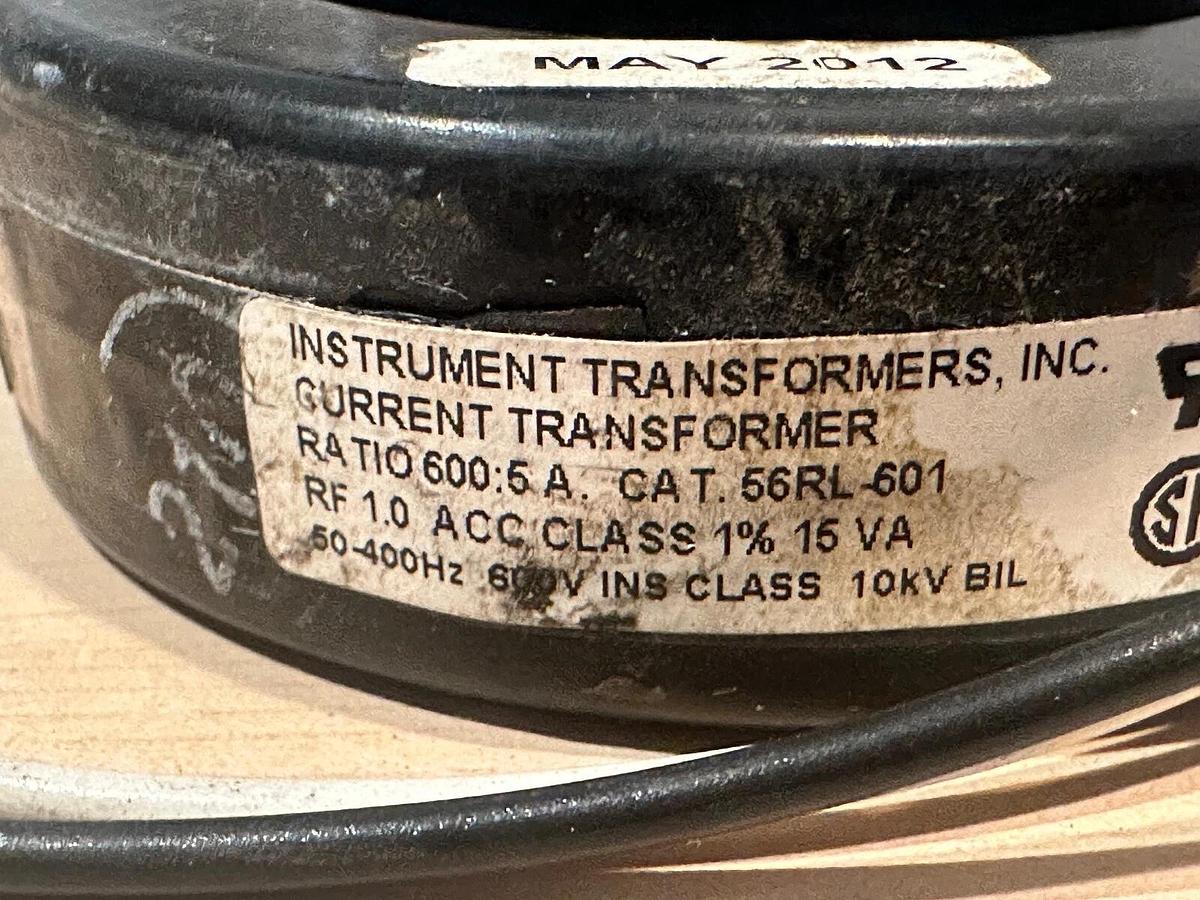 MAY 2012
INSTRUMENT TRANSFORMERS, INC.
CURRENT TRANSFORMER
RATIO 600:5 A. CAT. 56RL-601
RF 1.0 ACC CLASS 1% 15 VA
50-400Hz 600V INS CLASS 10kV BIL